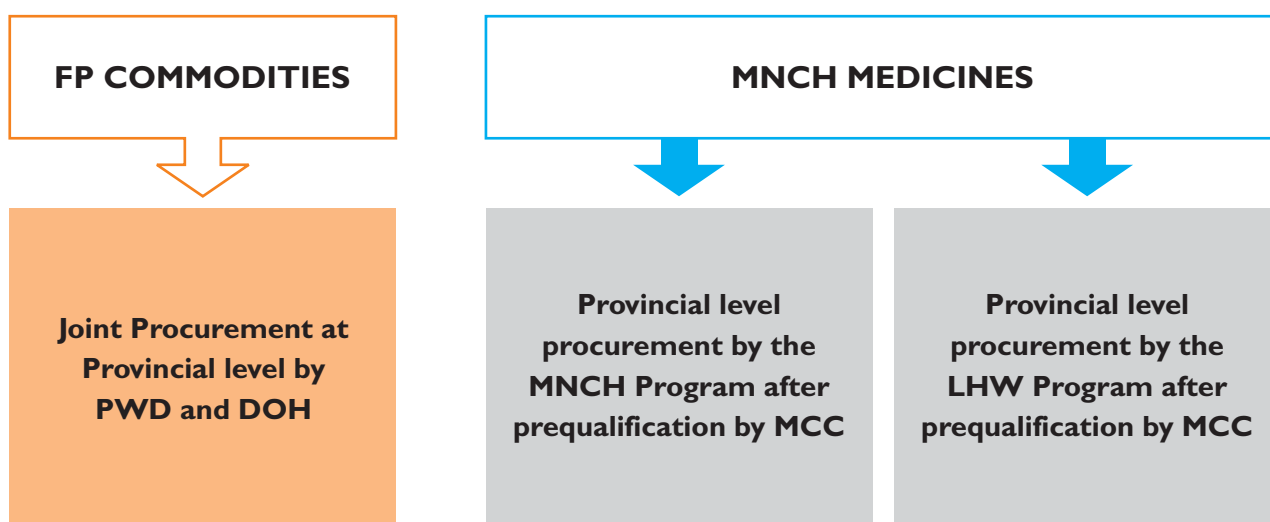 FP COMMODITIES
MNCH MEDICINES
Joint Procurement at
Provincial level by
PWD and DOH
Provincial level
procurement by the
MNCH Program after
prequalification by MCC
Provincial level
procurement by the
LHW Program after
prequalification by MCC